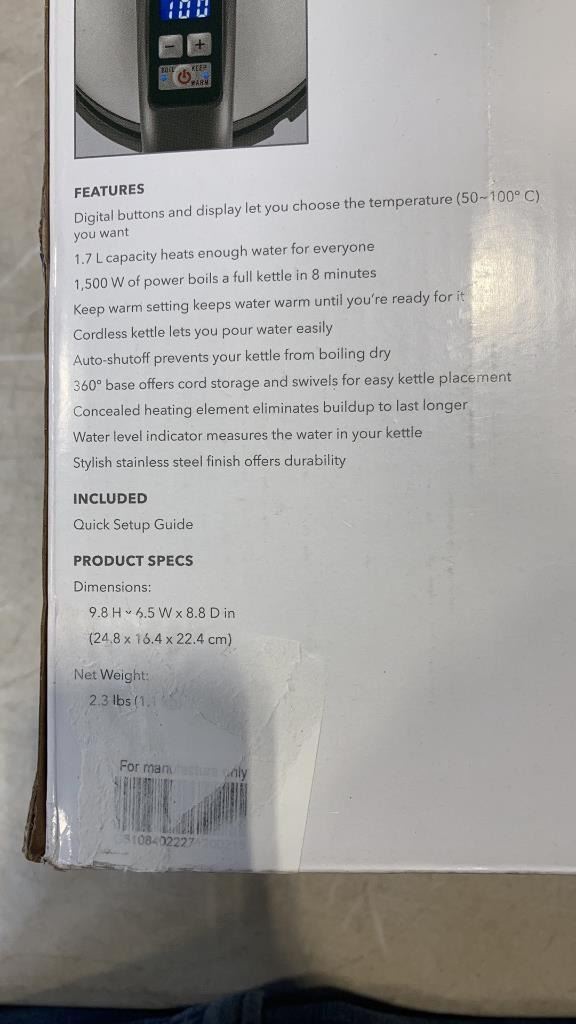 100
− +
BOIL KEEP
WARM
FEATURES
Digital buttons and display let you choose the temperature (50~100° C)
you want
1.7 L capacity heats enough water for everyone
1,500 W of power boils a full kettle in 8 minutes
Keep warm setting keeps water warm until you're ready for it
Cordless kettle lets you pour water easily
Auto-shutoff prevents your kettle from boiling dry
360° base offers cord storage and swivels for easy kettle placement
Concealed heating element eliminates buildup to last longer
Water level indicator measures the water in your kettle
Stylish stainless steel finish offers durability
INCLUDED
Quick Setup Guide
PRODUCT SPECS
Dimensions:
9.8 H x 6.5 W x 8.8 D in
(24.8 x 16.4 x 22.4 cm)
Net Weight:
2.3 lbs (1.1
For manufacture only